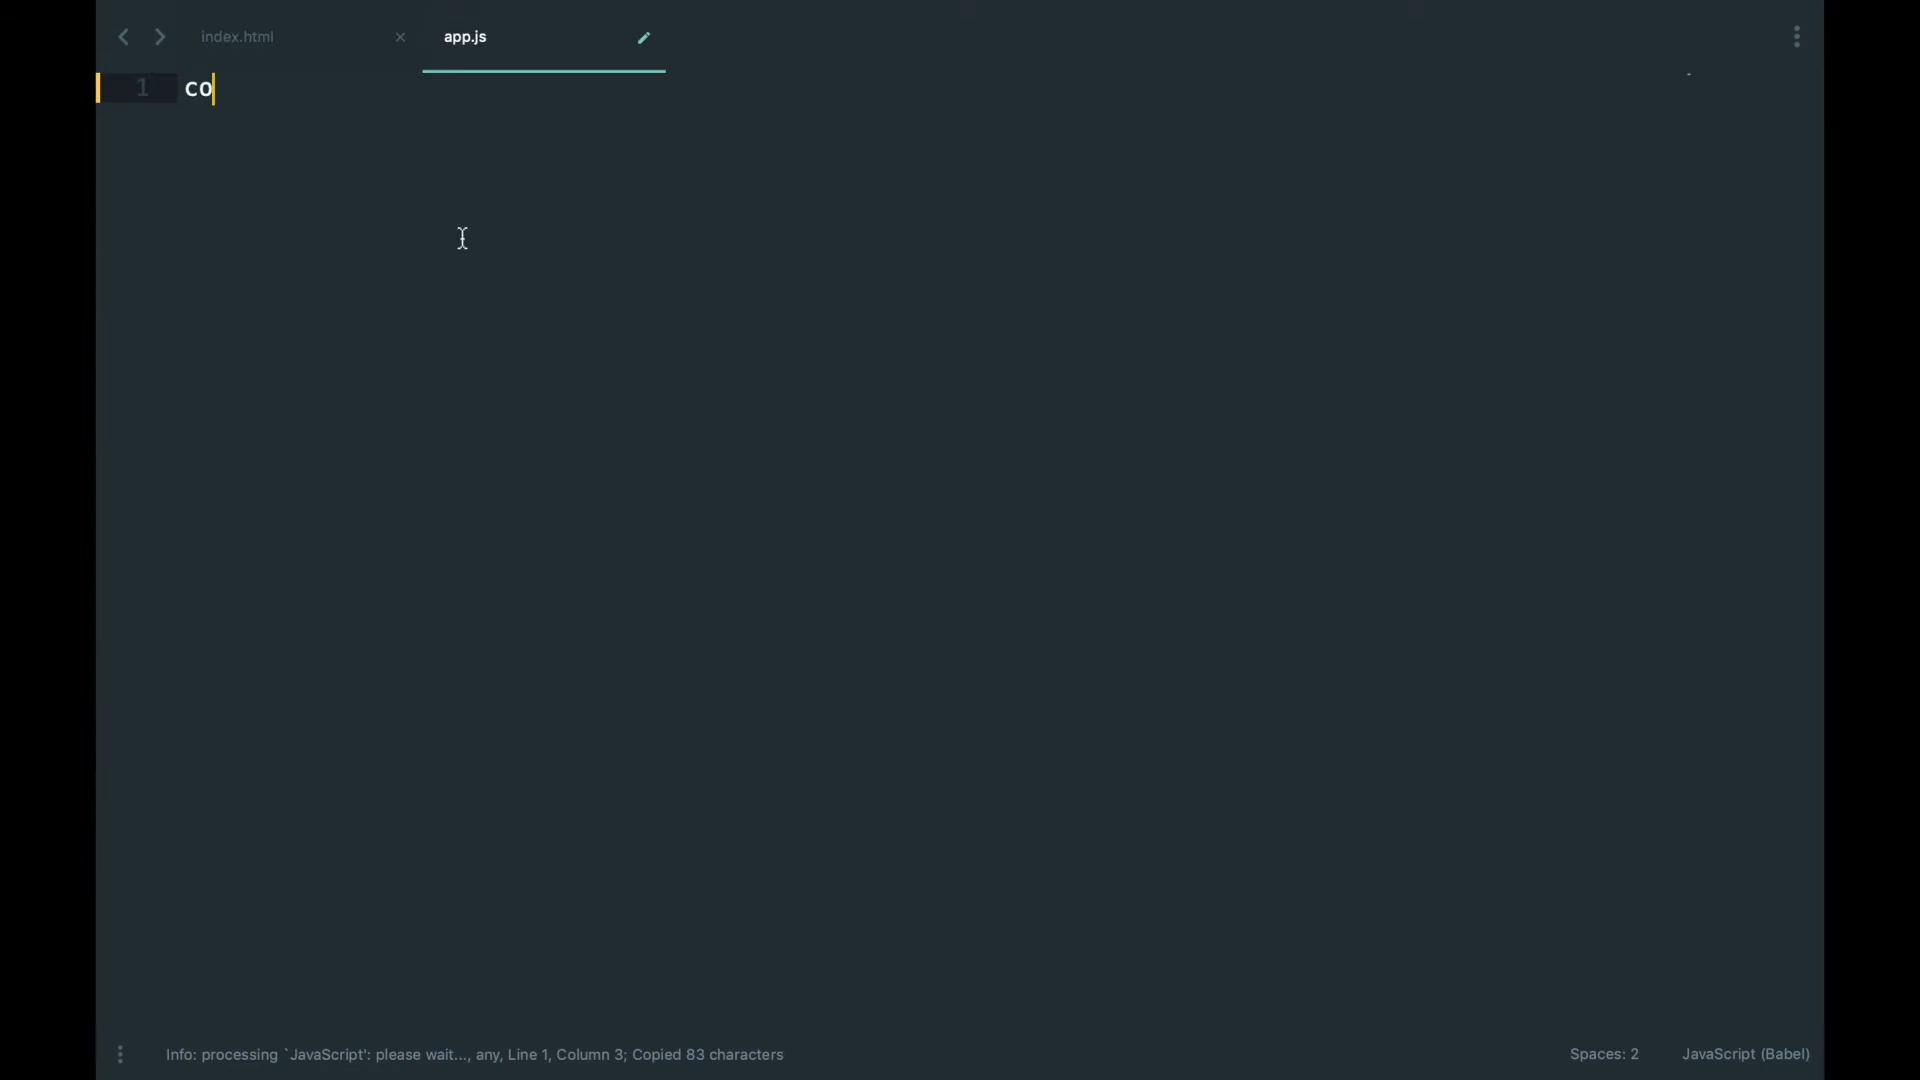 index.html
app.js
1 co
Info: processing `JavaScript': please wait..., any, Line 1, Column 3; Copied 83 characters
Spaces: 2
JavaScript (Babel)